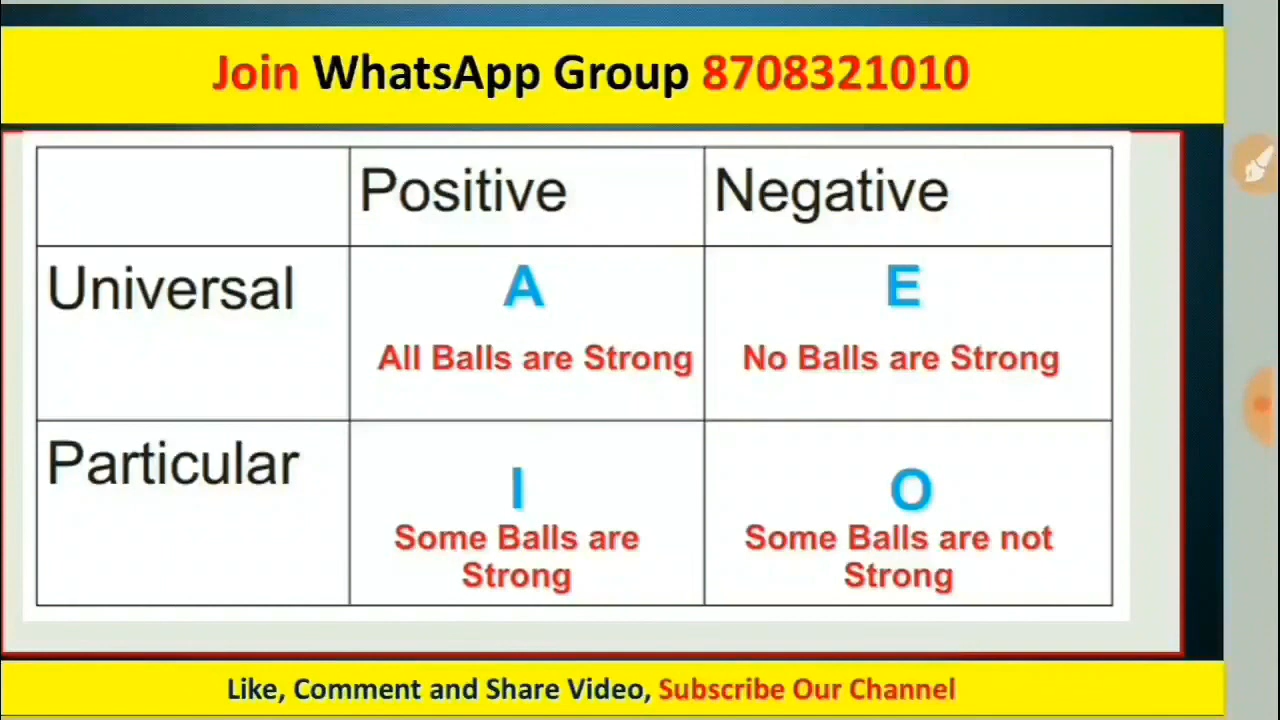 Join WhatsApp Group 8708321010
Positive Negative
Universal A E
All Balls are Strong No Balls are Strong
Particular
I O
Some Balls are Some Balls are not
Strong Strong
Like, Comment and Share Video, Subscribe Our Channel